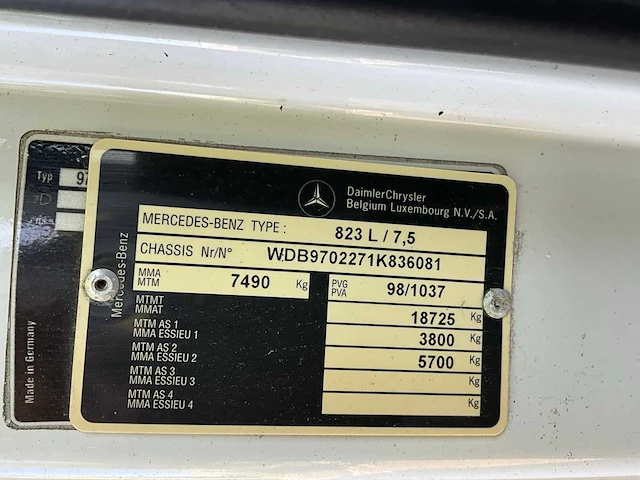 DaimlerChrysler
Belgium Luxembourg N.V./S.A.
Mercedes-Benz
MERCEDES-BENZ TYPE : 823 L / 7,5
CHASSIS Nr/N° WDB9702271K836081
MMA
MTM 7490 Kg
PVG
PVA 98/1037
MTMT
MMAT 18725 Kg
MTM AS 1
MMA ESSIEU 1 3800 Kg
MTM AS 2
MMA ESSIEU 2 5700 Kg
MTM AS 3
MMA ESSIEU 3 Kg
MTM AS 4
MMA ESSIEU 4 Kg
Typ 97
Made in Germany